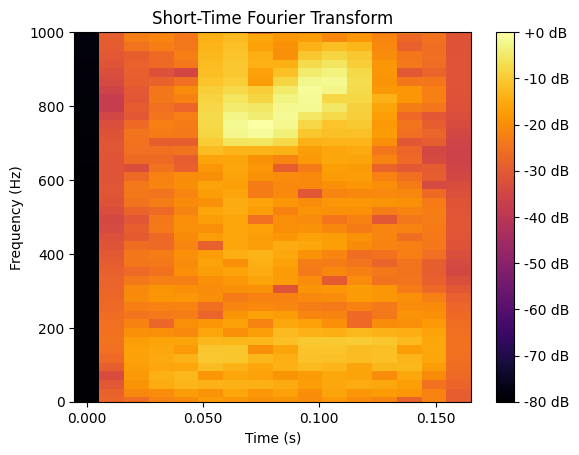 Short-Time Fourier Transform
Frequency (Hz)
1000
800
600
400
200
0
0.000
0.050
0.100
0.150
Time (s)
+0 dB
-10 dB
-20 dB
-30 dB
-40 dB
-50 dB
-60 dB
-70 dB
-80 dB